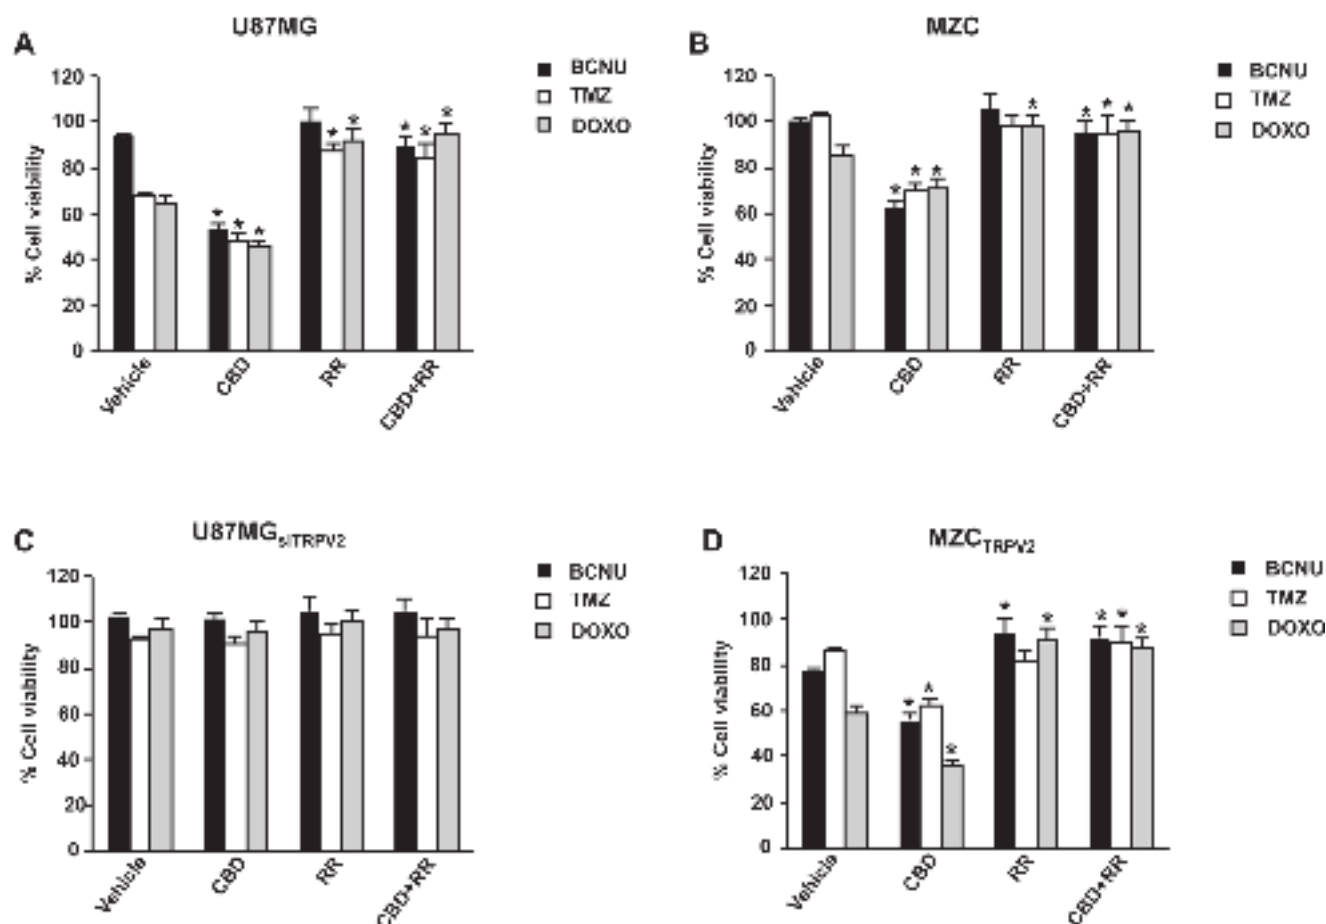 A
U87MG
% Cell viability
120
100
80
60
40
20
0
Vehicle
CBD
RR
CBD+RR
BCNU
TMZ
DOXO
B
MZC
% Cell viability
120
100
80
60
40
20
0
Vehicle
CBD
RR
CBD+RR
BCNU
TMZ
DOXO
C
U87MGsiTRPV2
% Cell viability
120
100
80
60
40
20
0
Vehicle
CBD
RR
CBD+RR
BCNU
TMZ
DOXO
D
MZCTRPV2
% Cell viability
120
100
80
60
40
20
0
Vehicle
CBD
RR
CBD+RR
BCNU
TMZ
DOXO